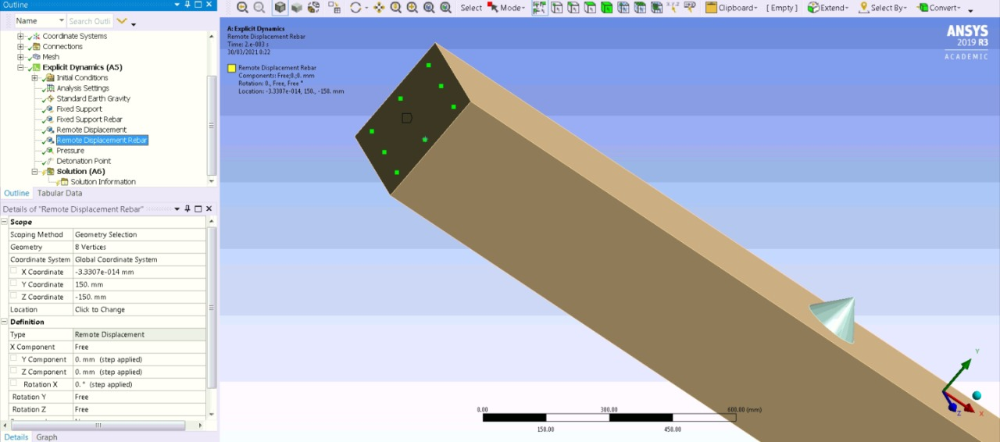 Outline
Name
Search Outli
Coordinate Systems
Connections
Mesh
Explicit Dynamics (A5)
Initial Conditions
Analysis Settings
Standard Earth Gravity
Fixed Support
Fixed Support Rebar
Remote Displacement
Remote Displacement Rebar
Pressure
Detonation Point
Solution (A6)
Solution Information
Outline Tabular Data
Details of "Remote Displacement Rebar"
Scope
Scoping Method Geometry Selection
Geometry 8 Vertices
Coordinate System Global Coordinate System
X Coordinate -3.3307e-014 mm
Y Coordinate 150. mm
Z Coordinate -150. mm
Location Click to Change
Definition
Type Remote Displacement
X Component Free
Y Component 0. mm (step applied)
Z Component 0. mm (step applied)
Rotation X 0. ° (step applied)
Rotation Y Free
Rotation Z Free
Details Graph
Select Mode Clipboard [ Empty ] Extend Select By Convert
A: Explicit Dynamics
Remote Displacement Rebar
Time: 2.e-003 s
30/03/2021 0:22
Remote Displacement Rebar
Components: Free;0.;0. mm
Rotation: 0., Free, Free °
Location: -3.3307e-014, 150., -150. mm
ANSYS
2019 R3
ACADEMIC
Y
Z X
0.00 300.00 600.00 (mm)
150.00 450.00